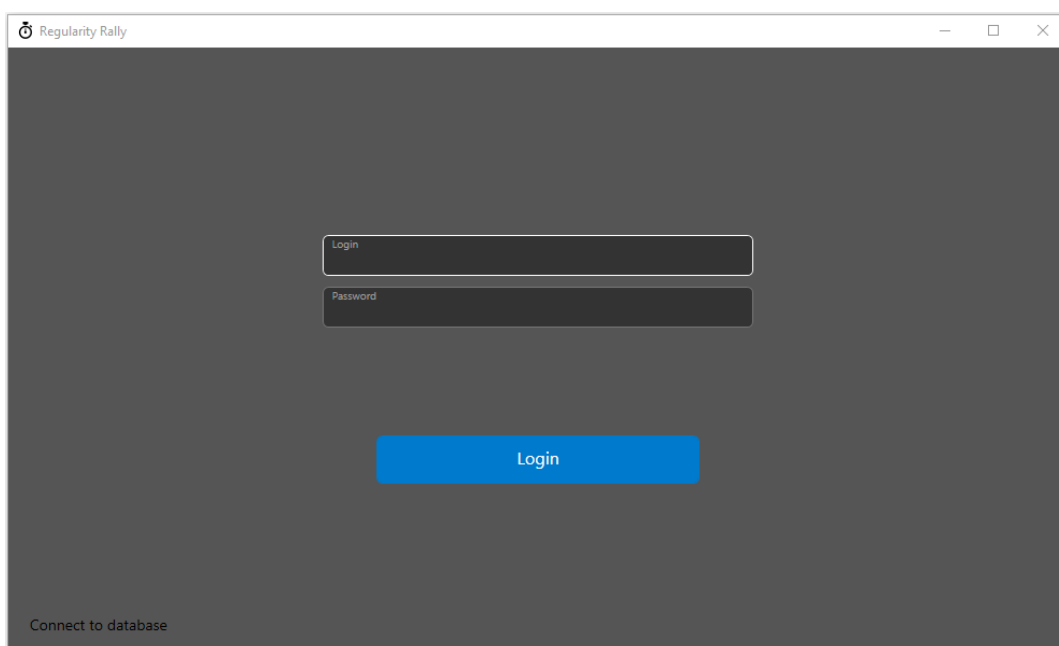 Regularity Rally
Login
Password
Login
Connect to database